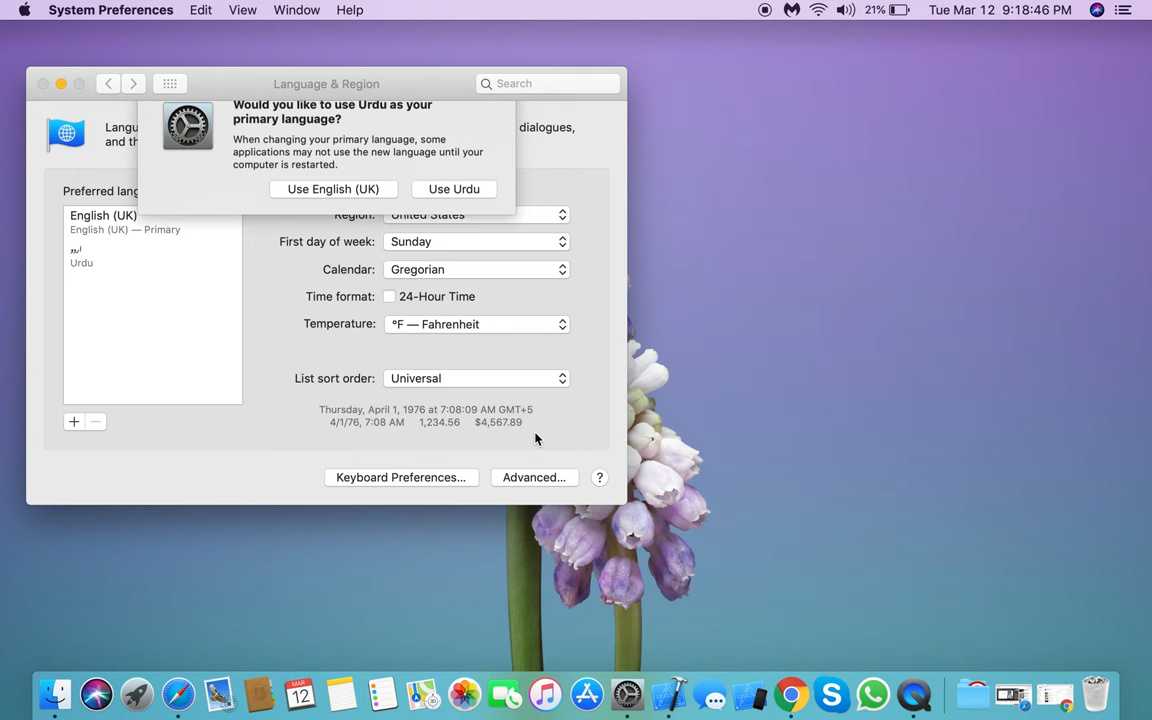 System Preferences Edit View Window Help 21% Tue Mar 12 9:18:46 PM
Language & Region Search
Would you like to use Urdu as your
primary language?
When changing your primary language, some
applications may not use the new language until your
computer is restarted.
Use English (UK) Use Urdu
dialogues,
Preferred lang
English (UK)
English (UK) — Primary
اردو
Urdu
Region: United States
First day of week: Sunday
Calendar: Gregorian
Time format: 24-Hour Time
Temperature: °F — Fahrenheit
List sort order: Universal
Thursday, April 1, 1976 at 7:08:09 AM GMT+5
4/1/76, 7:08 AM 1,234.56 $4,567.89
+ −
Keyboard Preferences... Advanced... ?
MAR
12